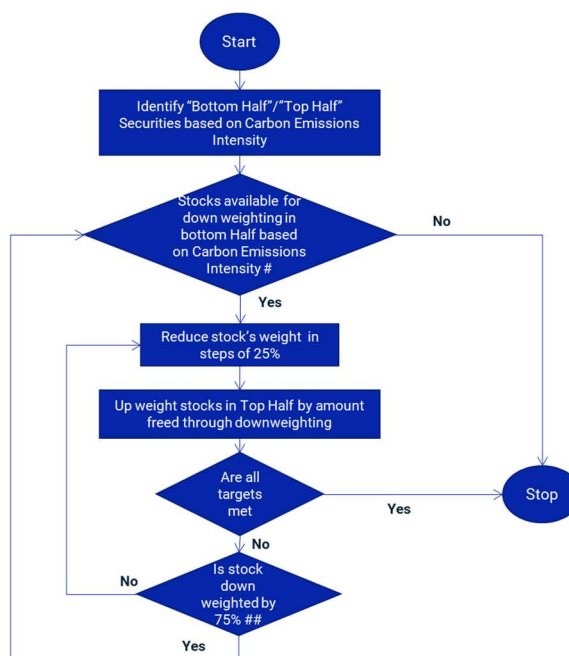 Start
Identify “Bottom Half”/”Top Half”
Securities based on Carbon Emissions
Intensity
Stocks available for
down weighting in
bottom Half based
on Carbon Emissions
Intensity #
No
Yes
Reduce stock’s weight in
steps of 25%
Up weight stocks in Top Half by amount
freed through downweighting
Are all
targets
met
Yes
Stop
No
Is stock
down
weighted by
75% ##
No
Yes